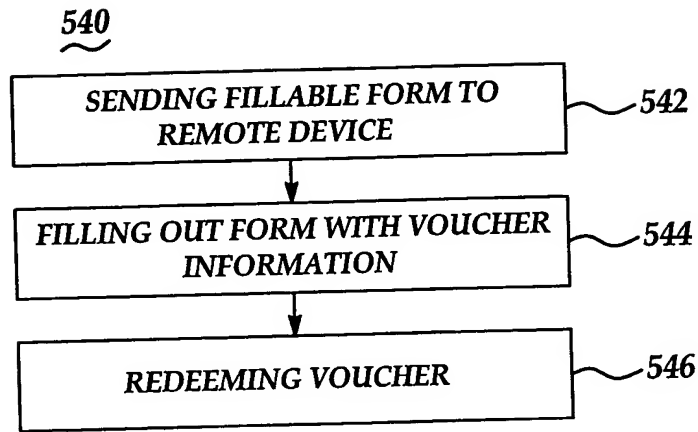 540
SENDING FILLABLE FORM TO
REMOTE DEVICE
542
FILLING OUT FORM WITH VOUCHER
INFORMATION
544
REDEEMING VOUCHER
546